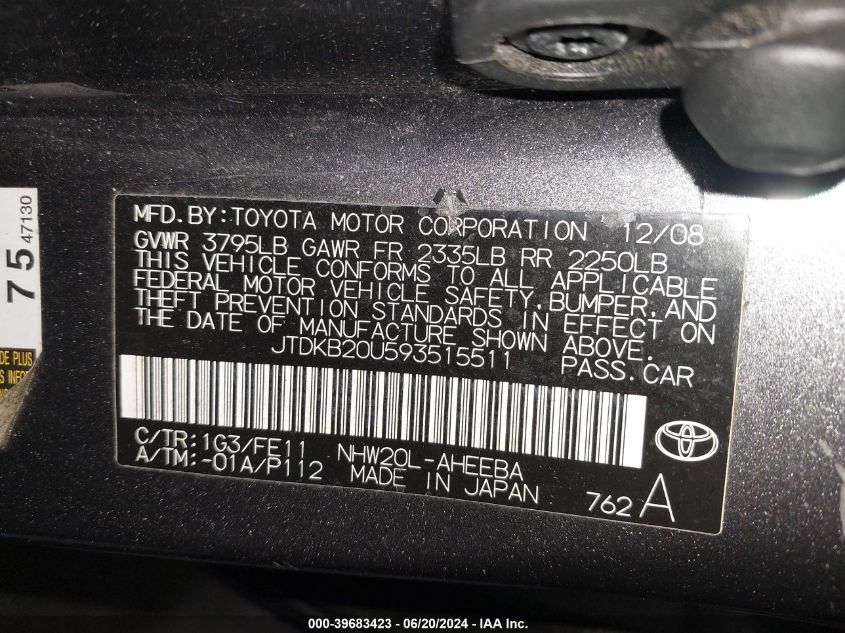 MFD.BY:TOYOTA MOTOR CORPORATION 12/08
GVWR 3795LB GAWR FR 2335LB RR 2250LB
THIS VEHICLE CONFORMS TO ALL APPLICABLE
FEDERAL MOTOR VEHICLE SAFETY,BUMPER,AND
THEFT PREVENTION STANDARDS IN EFFECT ON
THE DATE OF MANUFACTURE SHOWN ABOVE.
JTDKB20U593515511 PASS.CAR
C/TR:1G3/FE11 NHW20L-AHEEBA
A/TM:-01A/P112 MADE IN JAPAN
762 A
75 47130
DE PLUS
000-39683423 - 06/20/2024 - IAA Inc.